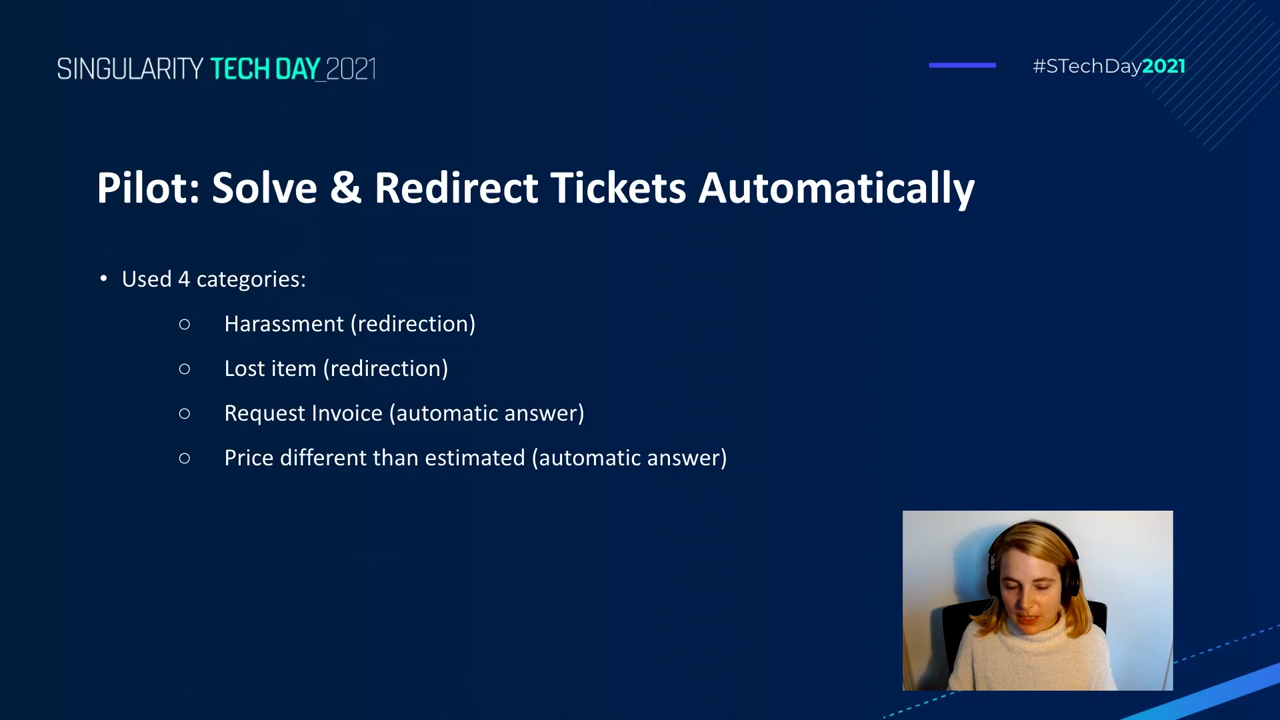 SINGULARITY TECH DAY_2021
#STechDay2021
Pilot: Solve & Redirect Tickets Automatically
• Used 4 categories:
○ Harassment (redirection)
○ Lost item (redirection)
○ Request Invoice (automatic answer)
○ Price different than estimated (automatic answer)